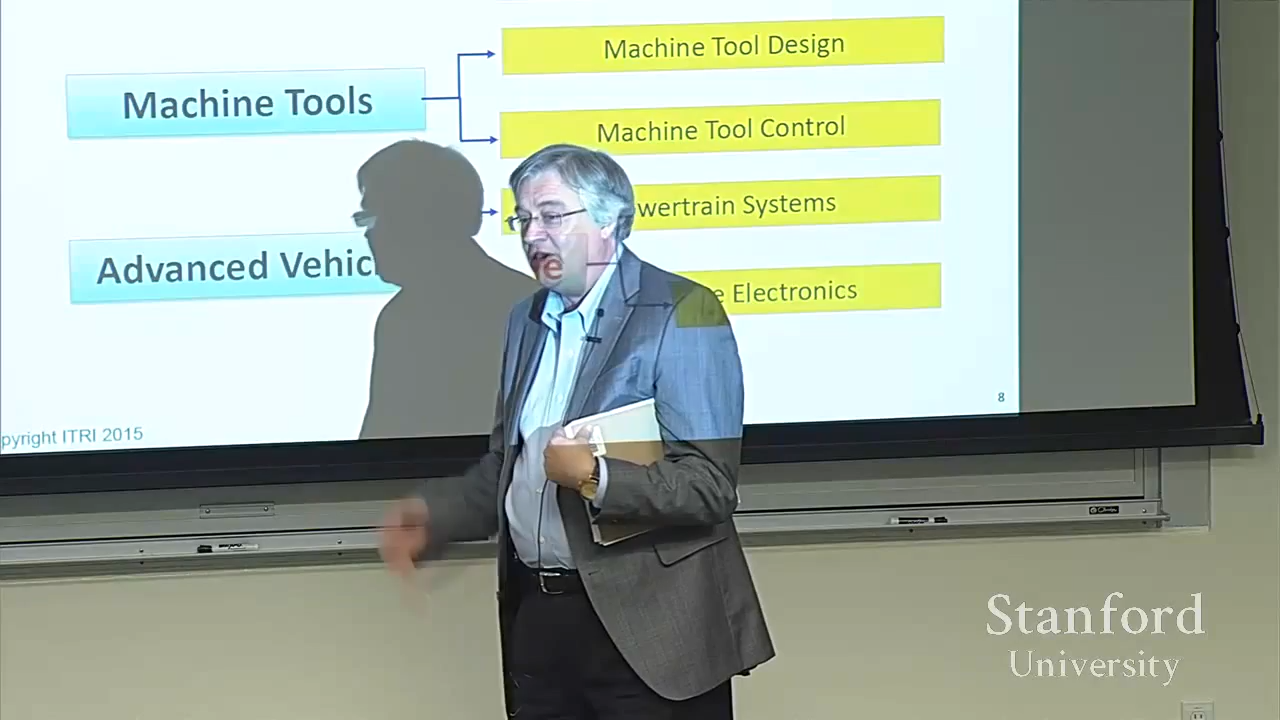 Machine Tool Design
Machine Tools
Machine Tool Control
wertrain Systems
Advanced Vehic
e Electronics
8
pyright ITRI 2015
Stanford
University